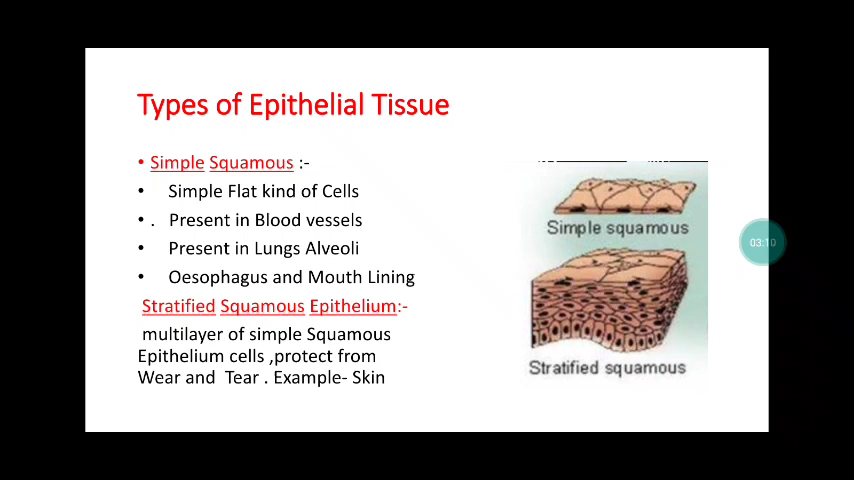 Types of Epithelial Tissue
• Simple Squamous :-
• Simple Flat kind of Cells
• . Present in Blood vessels
• Present in Lungs Alveoli
• Oesophagus and Mouth Lining
Stratified Squamous Epithelium:-
multilayer of simple Squamous
Epithelium cells ,protect from
Wear and Tear . Example- Skin
Simple squamous
Stratified squamous
03:10